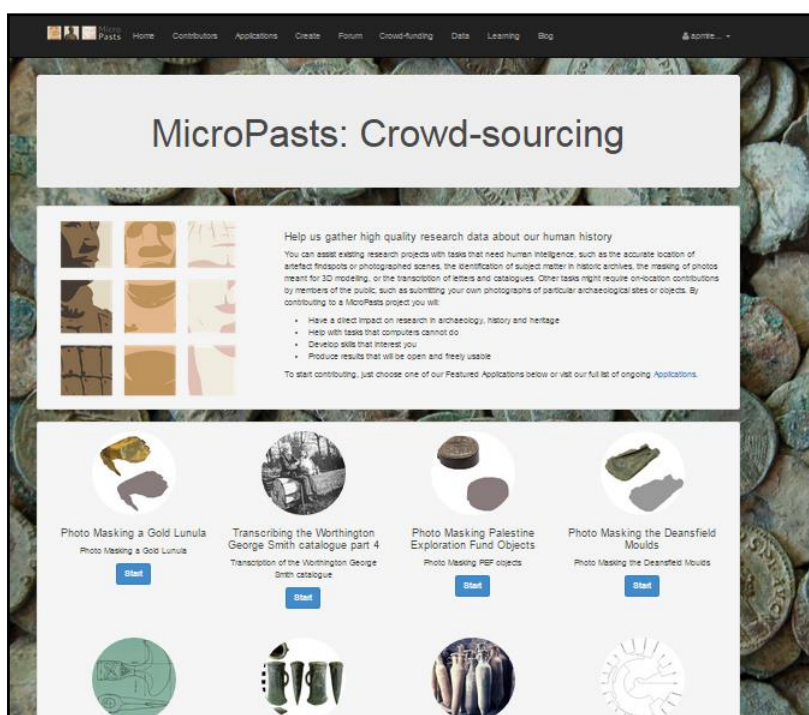 Micro Pasts
Home Contributors Applications Create Forum Crowd-funding Data Learning Blog apmle...
MicroPasts: Crowd-sourcing
Help us gather high quality research data about our human history
You can assist existing research projects with tasks that need human intelligence, such as the accurate location of
artefact findspots or photographed scenes, the identification of subject matter in historic archives, the masking of photos
meant for 3D modelling, or the transcription of letters and catalogues. Other tasks might require on-location contributions
by members of the public, such as submitting your own photographs of particular archaeological sites or objects. By
contributing to a MicroPasts project you will:
• Have a direct impact on research in archaeology, history and heritage
• Help with tasks that computers cannot do
• Develop skills that interest you
• Produce results that will be open and freely usable
To start contributing, just choose one of our Featured Applications below or visit our full list of ongoing Applications.
Photo Masking a Gold Lunula
Photo Masking a Gold Lunula
Start
Transcribing the Worthington
George Smith catalogue part 4
Transcription of the Worthington George
Smith catalogue
Start
Photo Masking Palestine
Exploration Fund Objects
Photo Masking PEF objects
Start
Photo Masking the Deansfield
Moulds
Photo Masking the Deansfield Moulds
Start